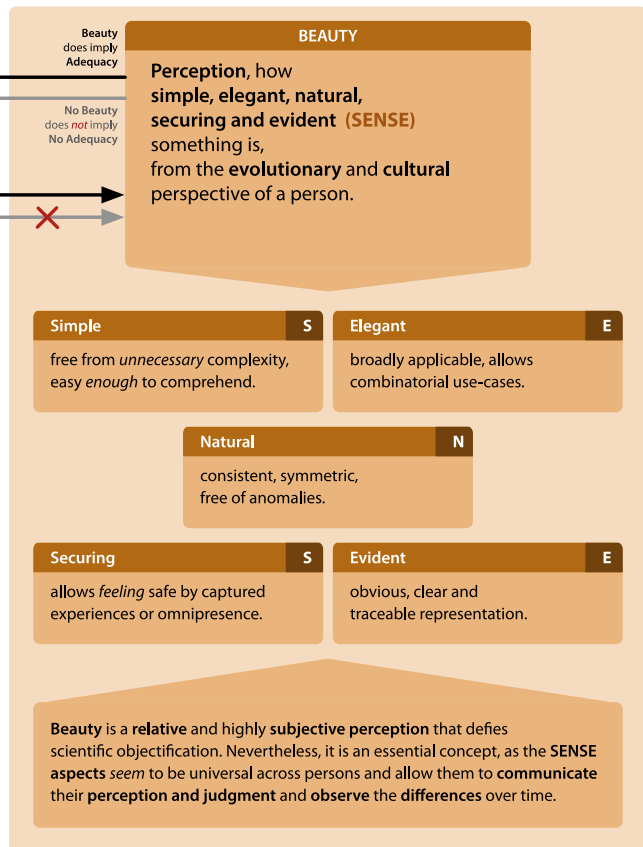 Beauty
does imply
Adequacy
No Beauty
does not imply
No Adequacy
BEAUTY
Perception, how
simple, elegant, natural,
securing and evident (SENSE)
something is,
from the evolutionary and cultural
perspective of a person.
Simple S
free from unnecessary complexity,
easy enough to comprehend.
Elegant E
broadly applicable, allows
combinatorial use-cases.
Natural N
consistent, symmetric,
free of anomalies.
Securing S
allows feeling safe by captured
experiences or omnipresence.
Evident E
obvious, clear and
traceable representation.
Beauty is a relative and highly subjective perception that defies
scientific objectification. Nevertheless, it is an essential concept, as the SENSE
aspects seem to be universal across persons and allow them to communicate
their perception and judgment and observe the differences over time.